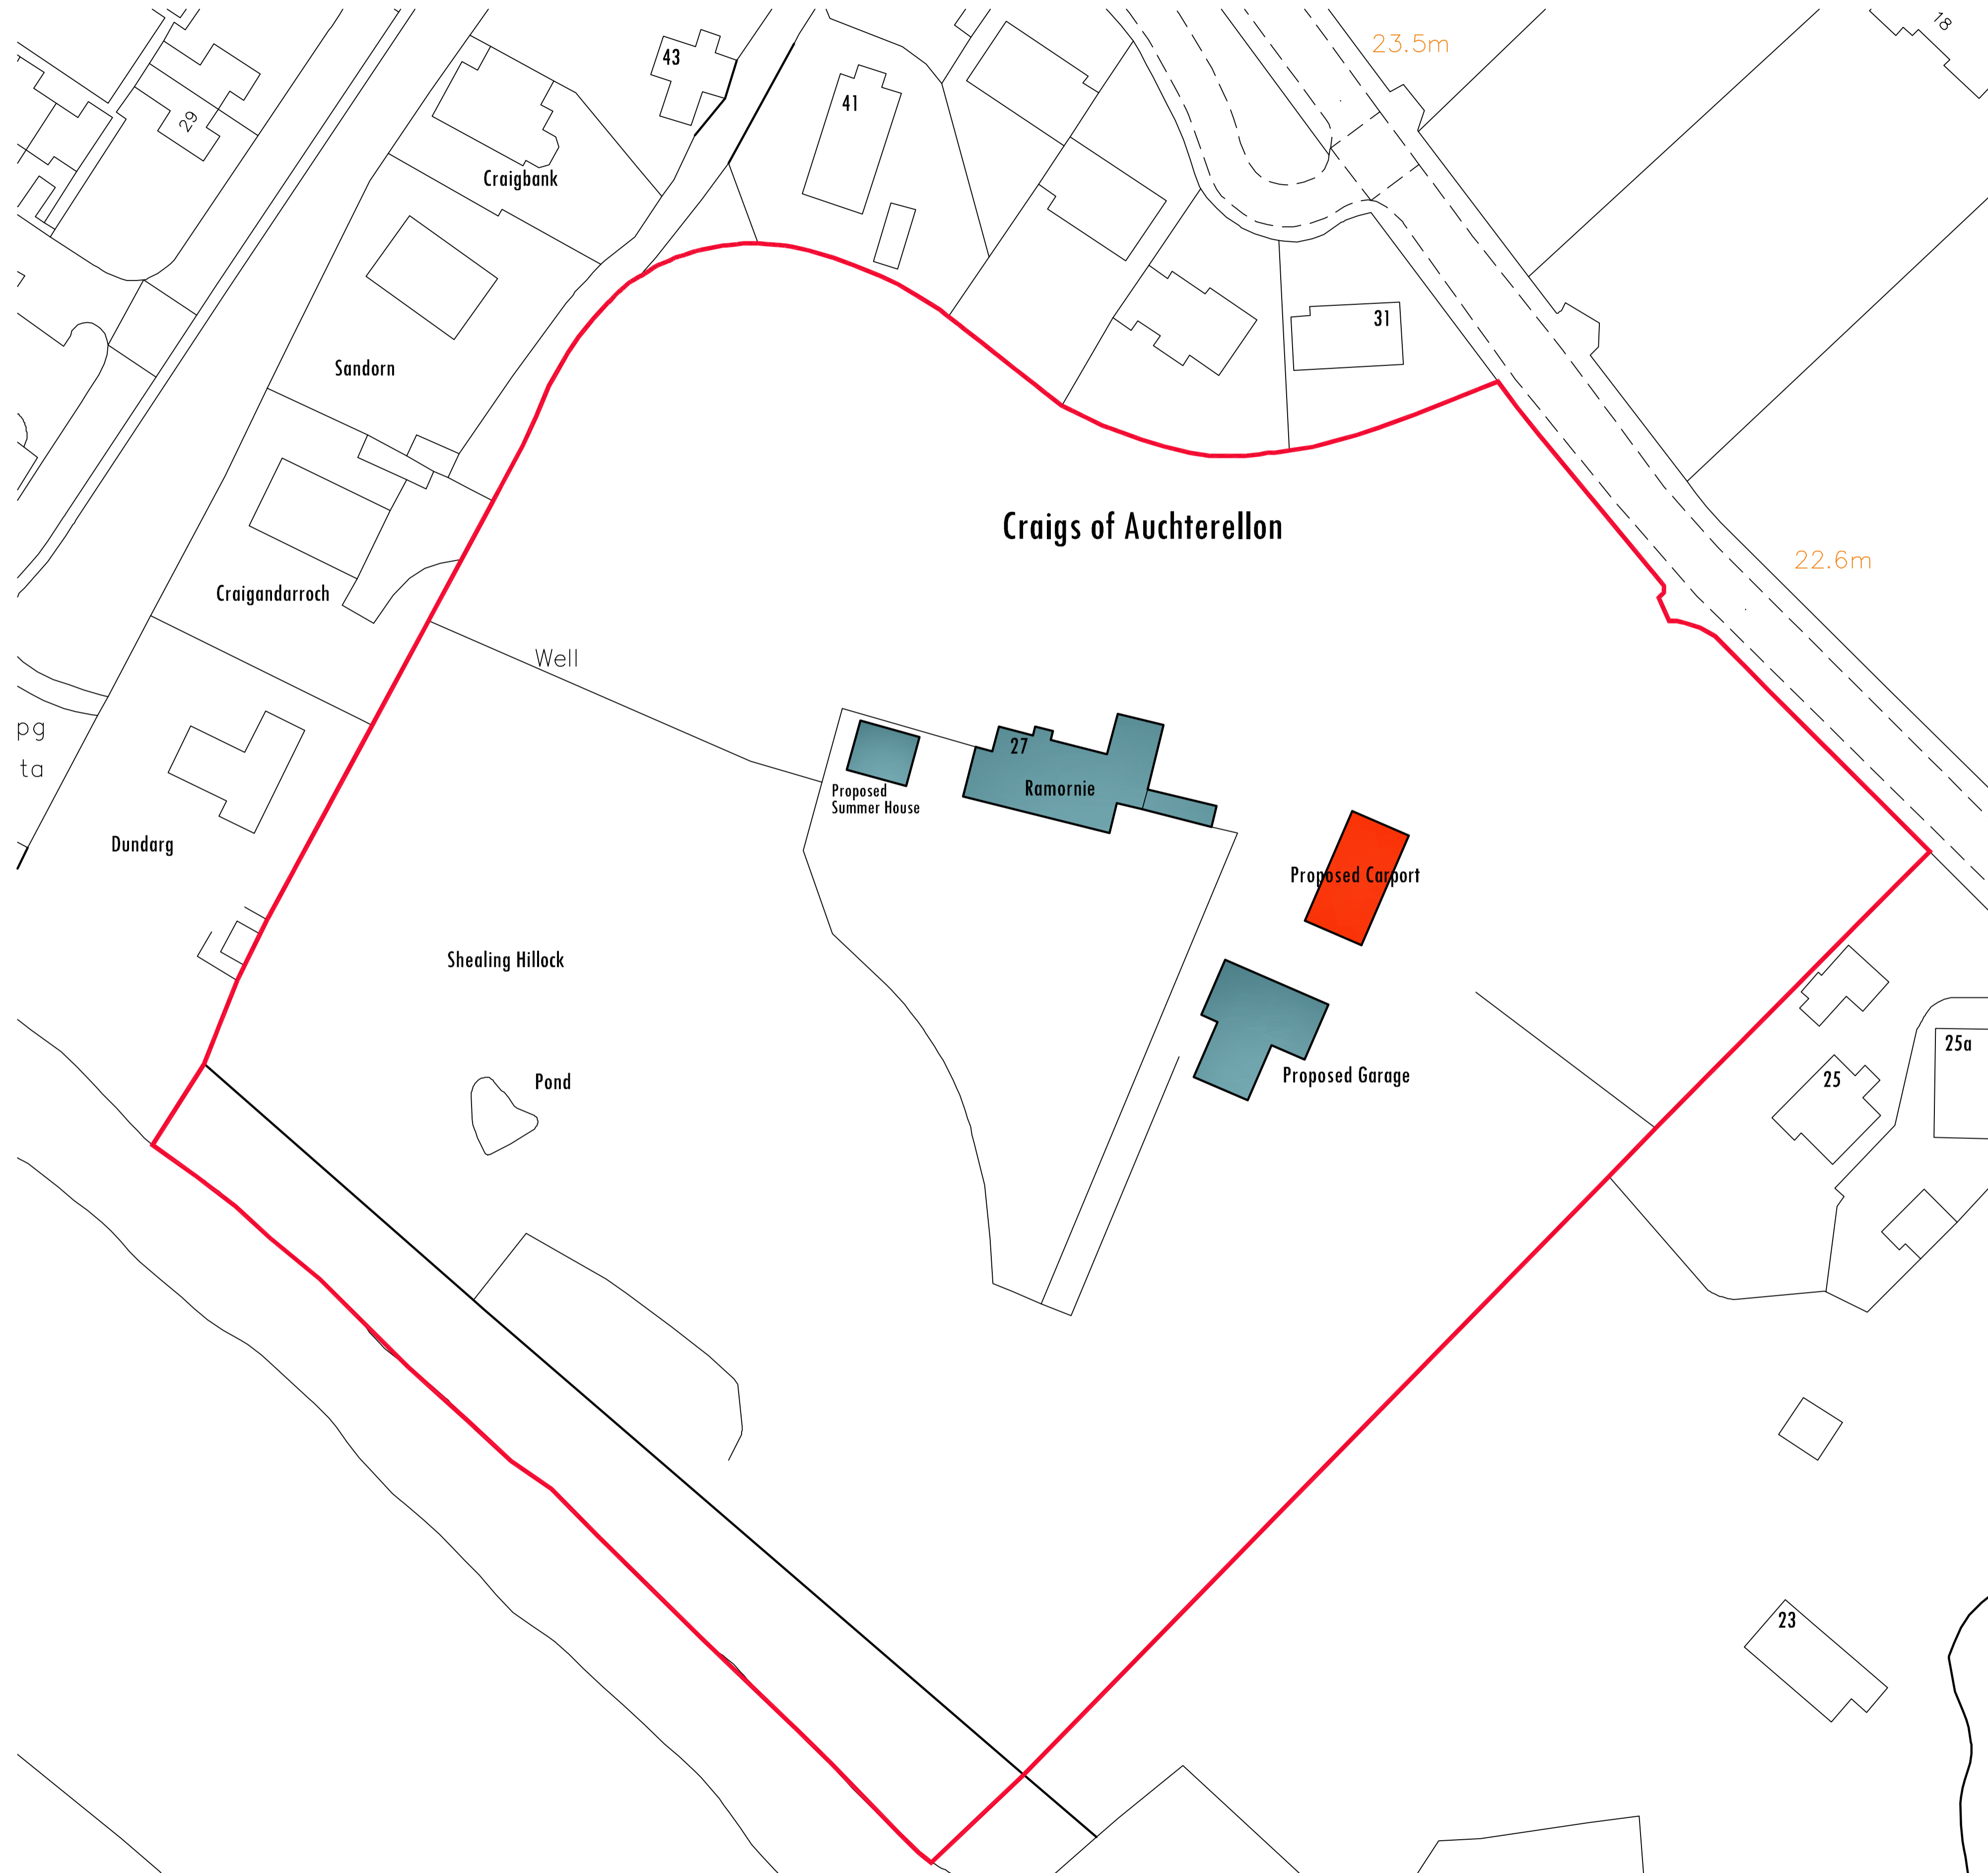 18
23.5m
43
41
29
Craigbank
31
Sandorn
Craigs of Auchterellon
22.6m
Craigandarroch
Well
pg
ta
27
Ramornie
Proposed
Summer House
Dundarg
Proposed Carport
Shealing Hillock
25a
Pond
Proposed Garage
25
23